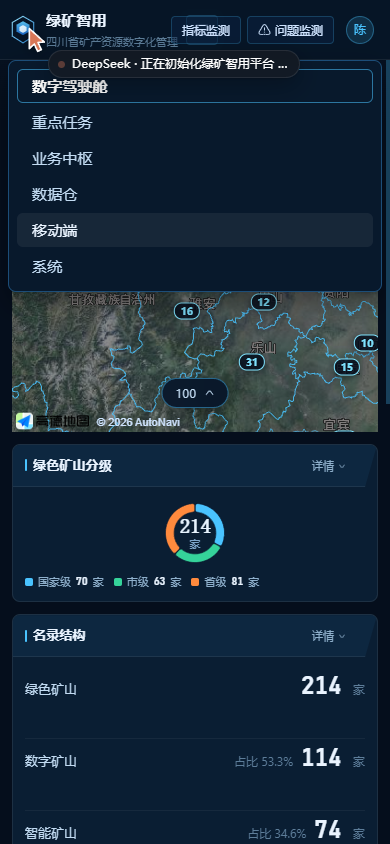 绿矿智用
四川省矿产资源数字化管理
指标监测
问题监测
陈
DeepSeek · 正在初始化绿矿智用平台 ...
数字驾驶舱
重点任务
业务中枢
数据仓
移动端
系统
甘孜藏族自治州
雅安
16
12
乐山
10
31
15
100
宜宾
高德地图 © 2026 AutoNavi
绿色矿山分级
详情
214
家
国家级 70 家 市级 63 家 省级 81 家
名录结构
详情
绿色矿山 214 家
数字矿山 占比 53.3% 114 家
智能矿山 占比 34.6% 74 家